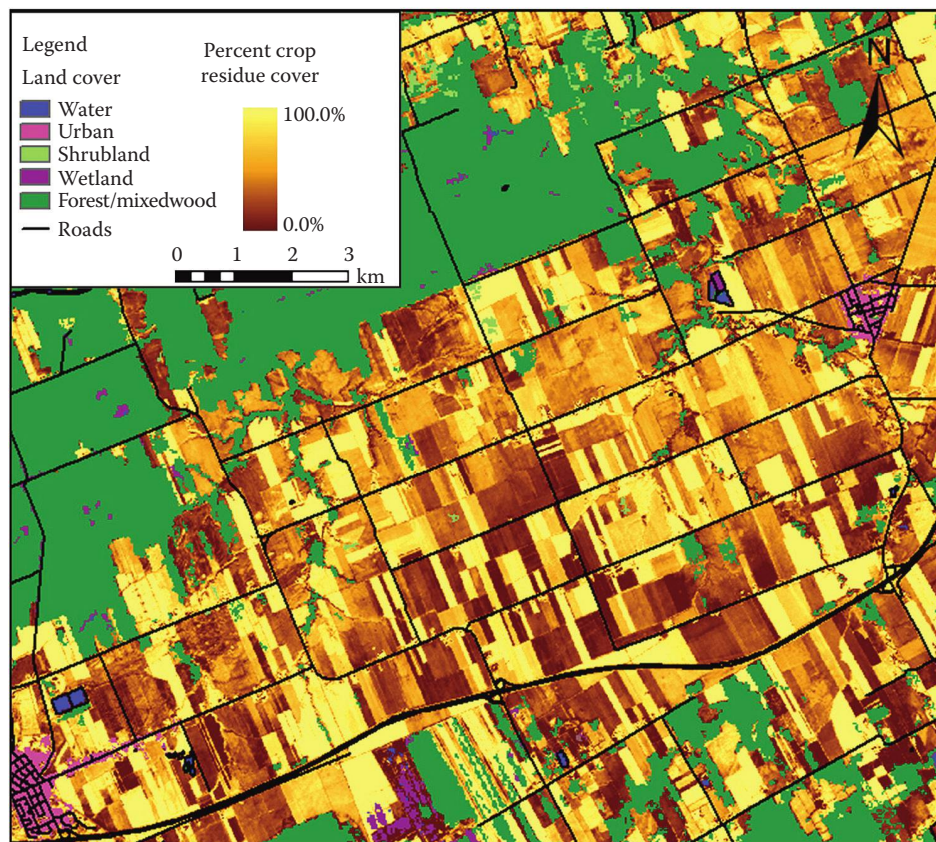 Legend
Land cover
Water
Urban
Shrubland
Wetland
Forest/mixedwood
Roads
Percent crop
residue cover
100.0%
0.0%
0 1 2 3
km
N